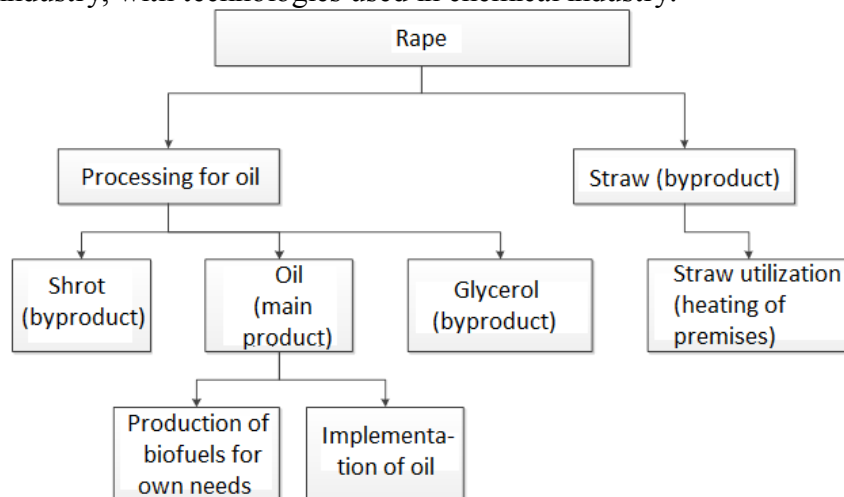 industry, with technologies used in chemical industry.
Rape
Processing for oil
Straw (byproduct)
Shrot
(byproduct)
Oil
(main
product)
Glycerol
(byproduct)
Straw utilization
(heating of
premises)
Production of
biofuels for
own needs
Implementa-
tion of oil